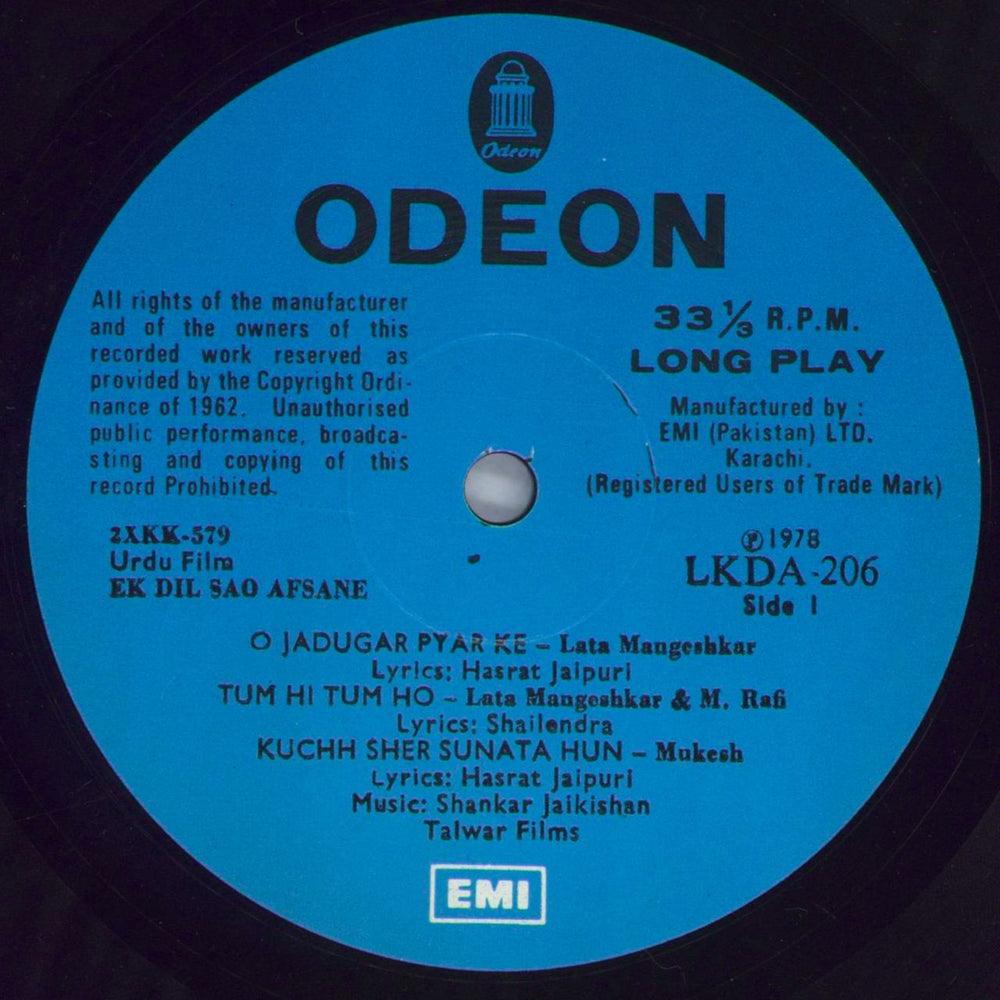 Odeon
ODEON
All rights of the manufacturer
and of the owners of this
recorded work reserved as
provided by the Copyright Ordi-
nance of 1962. Unauthorised
public performance, broadca-
sting and copying of this
record Prohibited.
33 1/3 R.P.M.
LONG PLAY
Manufactured by :
EMI (Pakistan) LTD.
Karachi.
(Registered Users of Trade Mark)
2XKK-579
Urdu Film
EK DIL SAO AFSANE
℗1978
LKDA-206
Side I
O JADUGAR PYAR KE – Lata Mangeshkar
Lyrics: Hasrat Jaipuri
TUM HI TUM HO – Lata Mangeshkar & M. Rafi
Lyrics: Shailendra
KUCHH SHER SUNATA HUN – Mukesh
Lyrics: Hasrat Jaipuri
Music: Shankar Jaikishan
Talwar Films
EMI